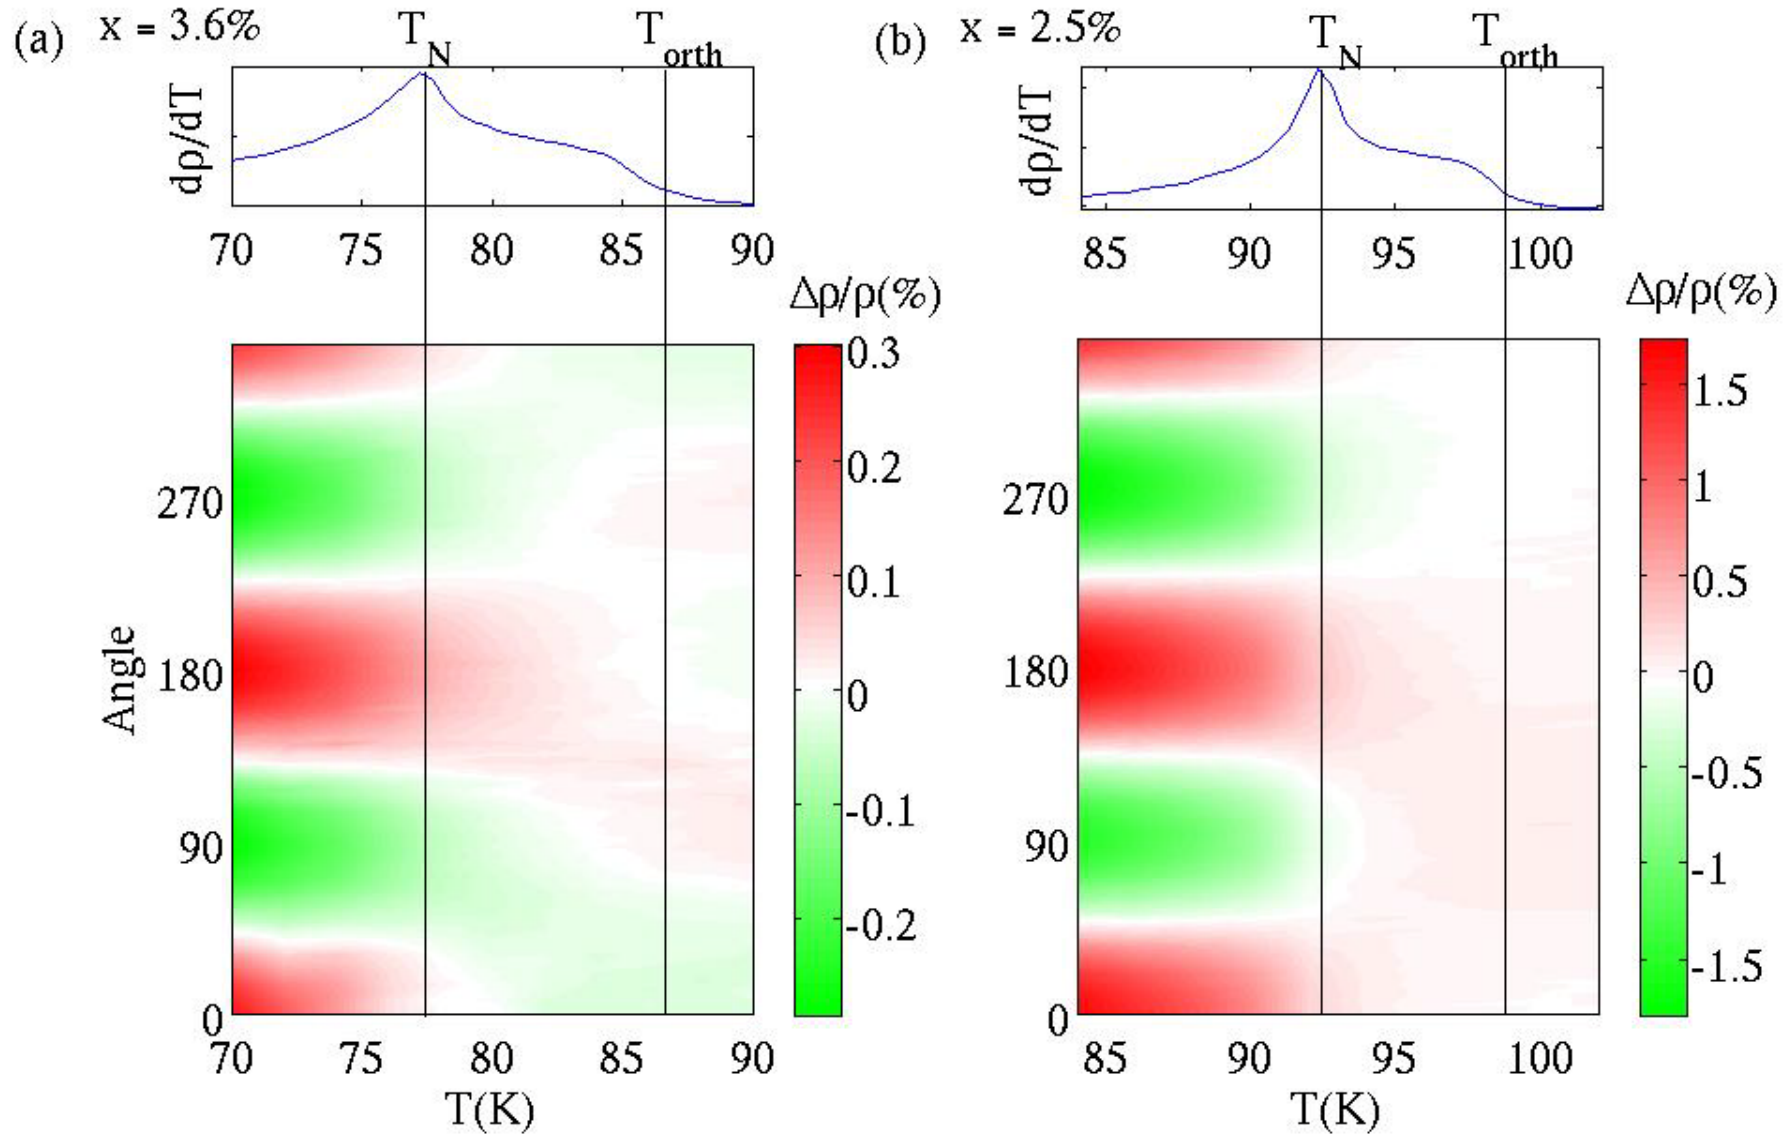 (a) x = 3.6% T_N T_orth
dρ/dT
70 75 80 85 90
Δρ/ρ(%)
0.3
0.2
0.1
0
-0.1
-0.2
Angle
270
180
90
0
70 75 80 85 90
T(K)
(b) x = 2.5% T_N T_orth
dρ/dT
85 90 95 100
Δρ/ρ(%)
1.5
1
0.5
0
-0.5
-1
-1.5
270
180
90
0
85 90 95 100
T(K)